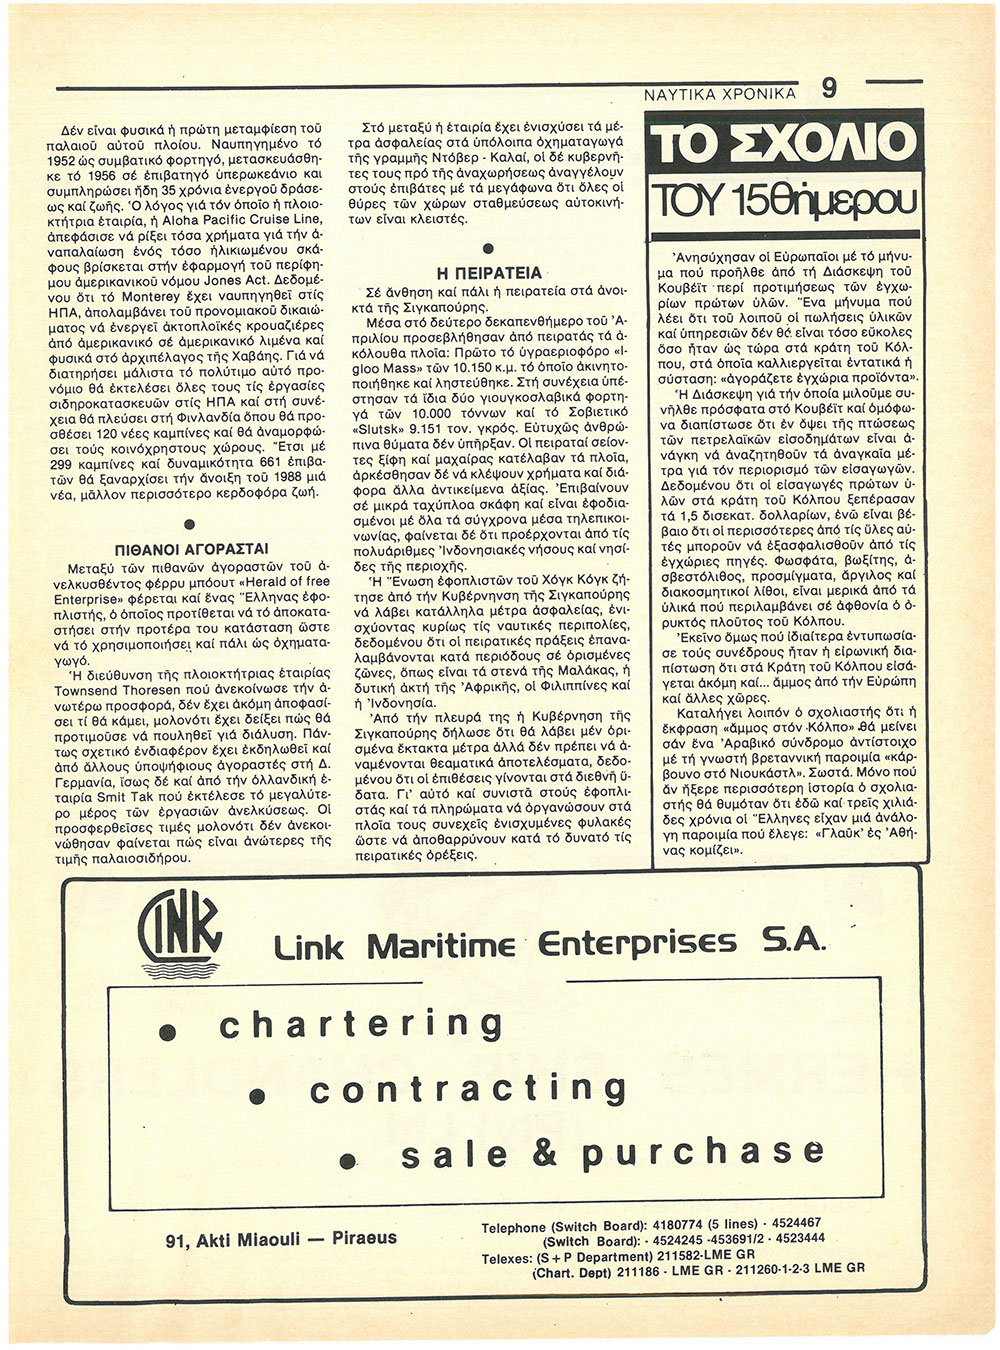 ΝΑΥΤΙΚΑ ΧΡΟΝΙΚΑ 9
Δέν εἶναι φυσικά ἡ πρώτη μεταμφίεση τοῦ
παλαιοῦ αὐτοῦ πλοίου. Ναυπηγημένο τό
1952 ὡς συμβατικό φορτηγό, μετασκευάσθη-
κε τό 1956 σέ ἐπιβατηγό ὑπερωκεάνιο καί
συμπληρώσει ἤδη 35 χρόνια ἐνεργοῦ δράσε-
ως καί ζωῆς. Ὁ λόγος γιά τόν ὁποῖο ἡ πλοιο-
κτήτρια ἑταιρία, ἡ Aloha Pacific Cruise Line,
ἀπεφάσισε νά ρίξει τόσα χρήματα γιά τήν ἀ-
ναπαλαίωση ἑνός τόσο ἡλικιωμένου σκά-
φους βρίσκεται στήν ἐφαρμογή τοῦ περίφη-
μου ἀμερικανικοῦ νόμου Jones Act. Δεδομέ-
νου ὅτι τό Monterey ἔχει ναυπηγηθεῖ στίς
ΗΠΑ, ἀπολαμβάνει τοῦ προνομιακοῦ δικαιώ-
ματος νά ἐνεργεῖ ἀκτοπλοϊκές κρουαζιέρες
ἀπό ἀμερικανικό σέ ἀμερικανικό λιμένα καί
φυσικά στό ἀρχιπέλαγος τῆς Χαβάης. Γιά νά
διατηρήσει μάλιστα τό πολύτιμο αὐτό προ-
νόμιο θά ἐκτελέσει ὅλες τους τίς ἐργασίες
σιδηροκατασκευῶν στίς ΗΠΑ καί στή συνέ-
χεια θά πλεύσει στή Φινλανδία ὅπου θά προ-
σθέσει 120 νέες καμπίνες καί θά ἀναμορφώ-
σει τούς κοινόχρηστους χώρους. Ἔτσι μέ
299 καμπίνες καί δυναμικότητα 661 ἐπιβα-
τῶν θά ξαναρχίσει τήν ἄνοιξη τοῦ 1988 μιά
νέα, μᾶλλον περισσότερο κερδοφόρα ζωή.
●
ΠΙΘΑΝΟΙ ΑΓΟΡΑΣΤΑΙ
Μεταξύ τῶν πιθανῶν ἀγοραστῶν τοῦ ἀ-
νελκυσθέντος φέρρυ μπόουτ «Herald of free
Enterprise» φέρεται καί ἕνας Ἕλληνας ἐφο-
πλιστής, ὁ ὁποῖος προτίθεται νά τό ἀποκατα-
στήσει στήν προτέρα του κατάσταση ὥστε
νά τό χρησιμοποιήσει καί πάλι ὡς ὀχηματα-
γωγό.
Ἡ διεύθυνση τῆς πλοιοκτήτριας ἑταιρίας
Townsend Thoresen πού ἀνεκοίνωσε τήν ἀ-
νωτέρω προσφορά, δέν ἔχει ἀκόμη ἀποφασί-
σει τί θά κάμει, μολονότι ἔχει δείξει πώς θά
προτιμοῦσε νά πουληθεῖ γιά διάλυση. Πάν-
τως σχετικό ἐνδιαφέρον ἔχει ἐκδηλωθεῖ καί
ἀπό ἄλλους ὑποψήφιους ἀγοραστές στή Δ.
Γερμανία, ἴσως δέ καί ἀπό τήν ὁλλανδική ἑ-
ταιρία Smit Tak πού ἐκτέλεσε τό μεγαλύτε-
ρο μέρος τῶν ἐργασιῶν ἀνελκύσεως. Οἱ
προσφερθεῖσες τιμές μολονότι δέν ἀνεκοι-
νώθησαν φαίνεται πώς εἶναι ἀνώτερες τῆς
τιμῆς παλαιοσιδήρου.
Στό μεταξύ ἡ ἑταιρία ἔχει ἐνισχύσει τά μέ-
τρα ἀσφαλείας στά ὑπόλοιπα ὀχηματαγωγά
τῆς γραμμῆς Ντόβερ - Καλαί, οἱ δέ κυβερνῆ-
τες τους πρό τῆς ἀναχωρήσεως ἀναγγέλουν
στούς ἐπιβάτες μέ τά μεγάφωνα ὅτι ὅλες οἱ
θύρες τῶν χώρων σταθμεύσεως αὐτοκινή-
των εἶναι κλειστές.
●
Η ΠΕΙΡΑΤΕΙΑ
Σέ ἄνθηση καί πάλι ἡ πειρατεία στά ἀνοι-
κτά τῆς Σιγκαπούρης.
Μέσα στό δεύτερο δεκαπενθήμερο τοῦ Ἀ-
πριλίου προσεβλήθησαν ἀπό πειρατάς τά ἀ-
κόλουθα πλοῖα: Πρῶτο τό ὑγραεριοφόρο «I-
gloo Mass» τῶν 10.150 κ.μ. τό ὁποῖο ἀκινητο-
ποιήθηκε καί ληστεύθηκε. Στή συνέχεια ὑπέ-
στησαν τά ἴδια δύο γιουγκοσλαβικά φορτη-
γά τῶν 10.000 τόννων καί τό Σοβιετικό
«Slutsk» 9.151 τον. γκρός. Εὐτυχῶς ἀνθρώ-
πινα θύματα δέν ὑπῆρξαν. Οἱ πειραταί σείον-
τες ξίφη καί μαχαίρας κατέλαβαν τά πλοῖα,
ἀρκέσθησαν δέ νά κλέψουν χρήματα καί διά-
φορα ἄλλα ἀντικείμενα ἀξίας. Ἐπιβαίνουν
σέ μικρά ταχύπλοα σκάφη καί εἶναι ἐφοδια-
σμένοι μέ ὅλα τά σύγχρονα μέσα τηλεπικοι-
νωνίας, φαίνεται δέ ὅτι προέρχονται ἀπό τίς
πολυάριθμες Ἰνδονησιακές νήσους καί νησί-
δες τῆς περιοχῆς.
Ἡ Ἕνωση ἐφοπλιστῶν τοῦ Χόγκ Κόγκ ζή-
τησε ἀπό τήν Κυβέρνηση τῆς Σιγκαπούρης
νά λάβει κατάλληλα μέτρα ἀσφαλείας, ἐνι-
σχύοντας κυρίως τίς ναυτικές περιπολίες,
δεδομένου ὅτι οἱ πειρατικές πράξεις ἐπανα-
λαμβάνονται κατά περιόδους σέ ὁρισμένες
ζῶνες, ὅπως εἶναι τά στενά τῆς Μαλάκας, ἡ
δυτική ἀκτή τῆς Ἀφρικῆς, οἱ Φιλιππίνες καί
ἡ Ἰνδονησία.
Ἀπό τήν πλευρά της ἡ Κυβέρνηση τῆς
Σιγκαπούρης δήλωσε ὅτι θά λάβει μέν ὁρι-
σμένα ἔκτακτα μέτρα ἀλλά δέν πρέπει νά ἀ-
ναμένονται θεαματικά ἀποτελέσματα, δεδο-
μένου ὅτι οἱ ἐπιθέσεις γίνονται στά διεθνῆ ὕ-
δατα. Γι' αὐτό καί συνιστᾶ στούς ἐφοπλι-
στάς καί τά πληρώματα νά ὀργανώσουν στά
πλοῖα τους συνεχεῖς ἐνισχυμένες φυλακές
ὥστε νά ἀποθαρρύνουν κατά τό δυνατό τίς
πειρατικές ὀρέξεις.
ΤΟ ΣΧΟΛΙΟ
ΤΟΥ 15θήμερου
Ἀνησύχησαν οἱ Εὐρωπαῖοι μέ τό μήνυ-
μα πού προῆλθε ἀπό τή Διάσκεψη τοῦ
Κουβέϊτ περί προτιμήσεως τῶν ἐγχω-
ρίων πρώτων ὑλῶν. Ἕνα μήνυμα πού
λέει ὅτι τοῦ λοιποῦ οἱ πωλήσεις ὑλικῶν
καί ὑπηρεσιῶν δέν θά εἶναι τόσο εὔκολες
ὅσο ἦταν ὡς τώρα στά κράτη τοῦ Κόλ-
που, στά ὁποῖα καλλιεργεῖται ἐντατικά ἡ
σύσταση: «ἀγοράζετε ἐγχώρια προϊόντα».
Ἡ Διάσκεψη γιά τήν ὁποία μιλοῦμε συ-
νῆλθε πρόσφατα στό Κουβέϊτ καί ὁμόφω-
να διαπίστωσε ὅτι ἐν ὄψει τῆς πτώσεως
τῶν πετρελαϊκῶν εἰσοδημάτων εἶναι ἀ-
νάγκη νά ἀναζητηθοῦν τά ἀναγκαῖα μέ-
τρα γιά τόν περιορισμό τῶν εἰσαγωγῶν.
Δεδομένου ὅτι οἱ εἰσαγωγές πρώτων ὑ-
λῶν στά κράτη τοῦ Κόλπου ξεπέρασαν
τά 1,5 δισεκατ. δολλαρίων, ἐνῶ εἶναι βέ-
βαιο ὅτι οἱ περισσότερες ἀπό τίς ὕλες αὐ-
τές μποροῦν νά ἐξασφαλισθοῦν ἀπό τίς
ἐγχώριες πηγές. Φωσφάτα, βωξίτης, ἀ-
σβεστόλιθος, προσμίγματα, ἄργιλος καί
διακοσμητικοί λίθοι, εἶναι μερικά ἀπό τά
ὑλικά πού περιλαμβάνει σέ ἀφθονία ὁ ὀ-
ρυκτός πλοῦτος τοῦ Κόλπου.
Ἐκεῖνο ὅμως πού ἰδιαίτερα ἐντυπωσία-
σε τούς συνέδρους ἦταν ἡ εἰρωνική δια-
πίστωση ὅτι στά Κράτη τοῦ Κόλπου εἰσά-
γεται ἀκόμη καί... ἄμμος ἀπό τήν Εὐρώπη
καί ἄλλες χῶρες.
Καταλήγει λοιπόν ὁ σχολιαστής ὅτι ἡ
ἔκφραση «ἄμμος στόν Κόλπο» θά μείνει
σάν ἕνα Ἀραβικό σύνδρομο ἀντίστοιχο
μέ τή γνωστή βρεταννική παροιμία «κάρ-
βουνο στό Νιουκάστλ». Σωστά. Μόνο πού
ἄν ἤξερε περισσότερη ἱστορία ὁ σχολια-
στής θά θυμόταν ὅτι ἐδῶ καί τρεῖς χιλιά-
δες χρόνια οἱ Ἕλληνες εἶχαν μιά ἀνάλο-
γη παροιμία πού ἔλεγε: «Γλαῦκ' ἐς Ἀθή-
νας κομίζει».
LINK
Link Maritime Enterprises S.A.
● chartering
● contracting
● sale & purchase
91, Akti Miaouli — Piraeus
Telephone (Switch Board): 4180774 (5 lines) - 4524467
(Switch Board): - 4524245 -453691/2 - 4523444
Telexes: (S + P Department) 211582-LME GR
(Chart. Dept) 211186 - LME GR - 211260-1-2-3 LME GR